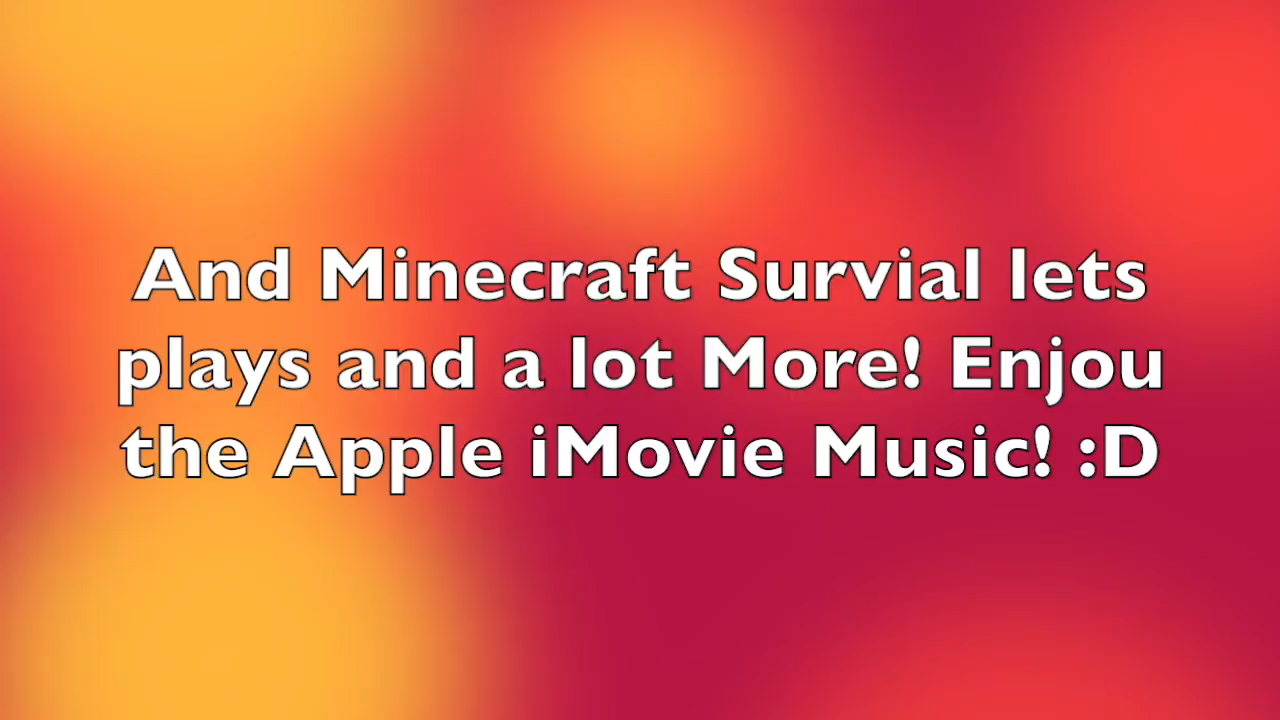 And Minecraft Survial lets
plays and a lot More! Enjou
the Apple iMovie Music! :D